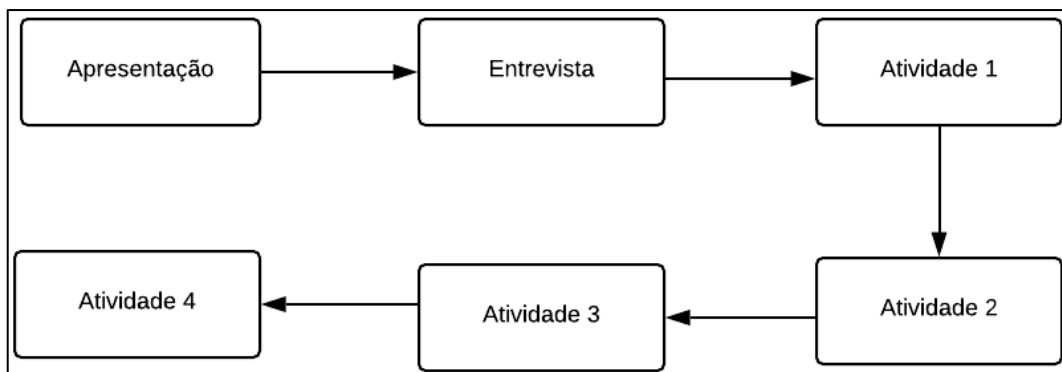 Apresentação
Entrevista
Atividade 1
Atividade 2
Atividade 3
Atividade 4